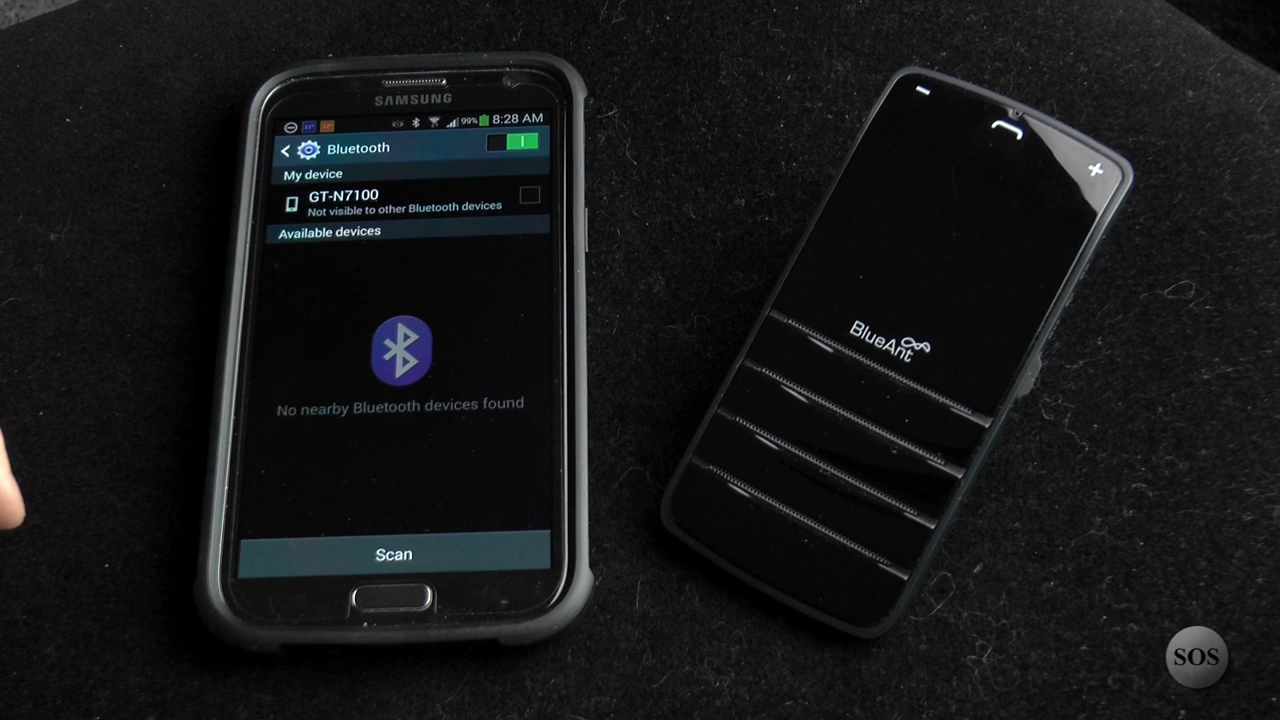 SAMSUNG
99% 8:28 AM
Bluetooth
My device
GT-N7100
Not visible to other Bluetooth devices
Available devices
No nearby Bluetooth devices found
Scan
BlueAnt
SOS